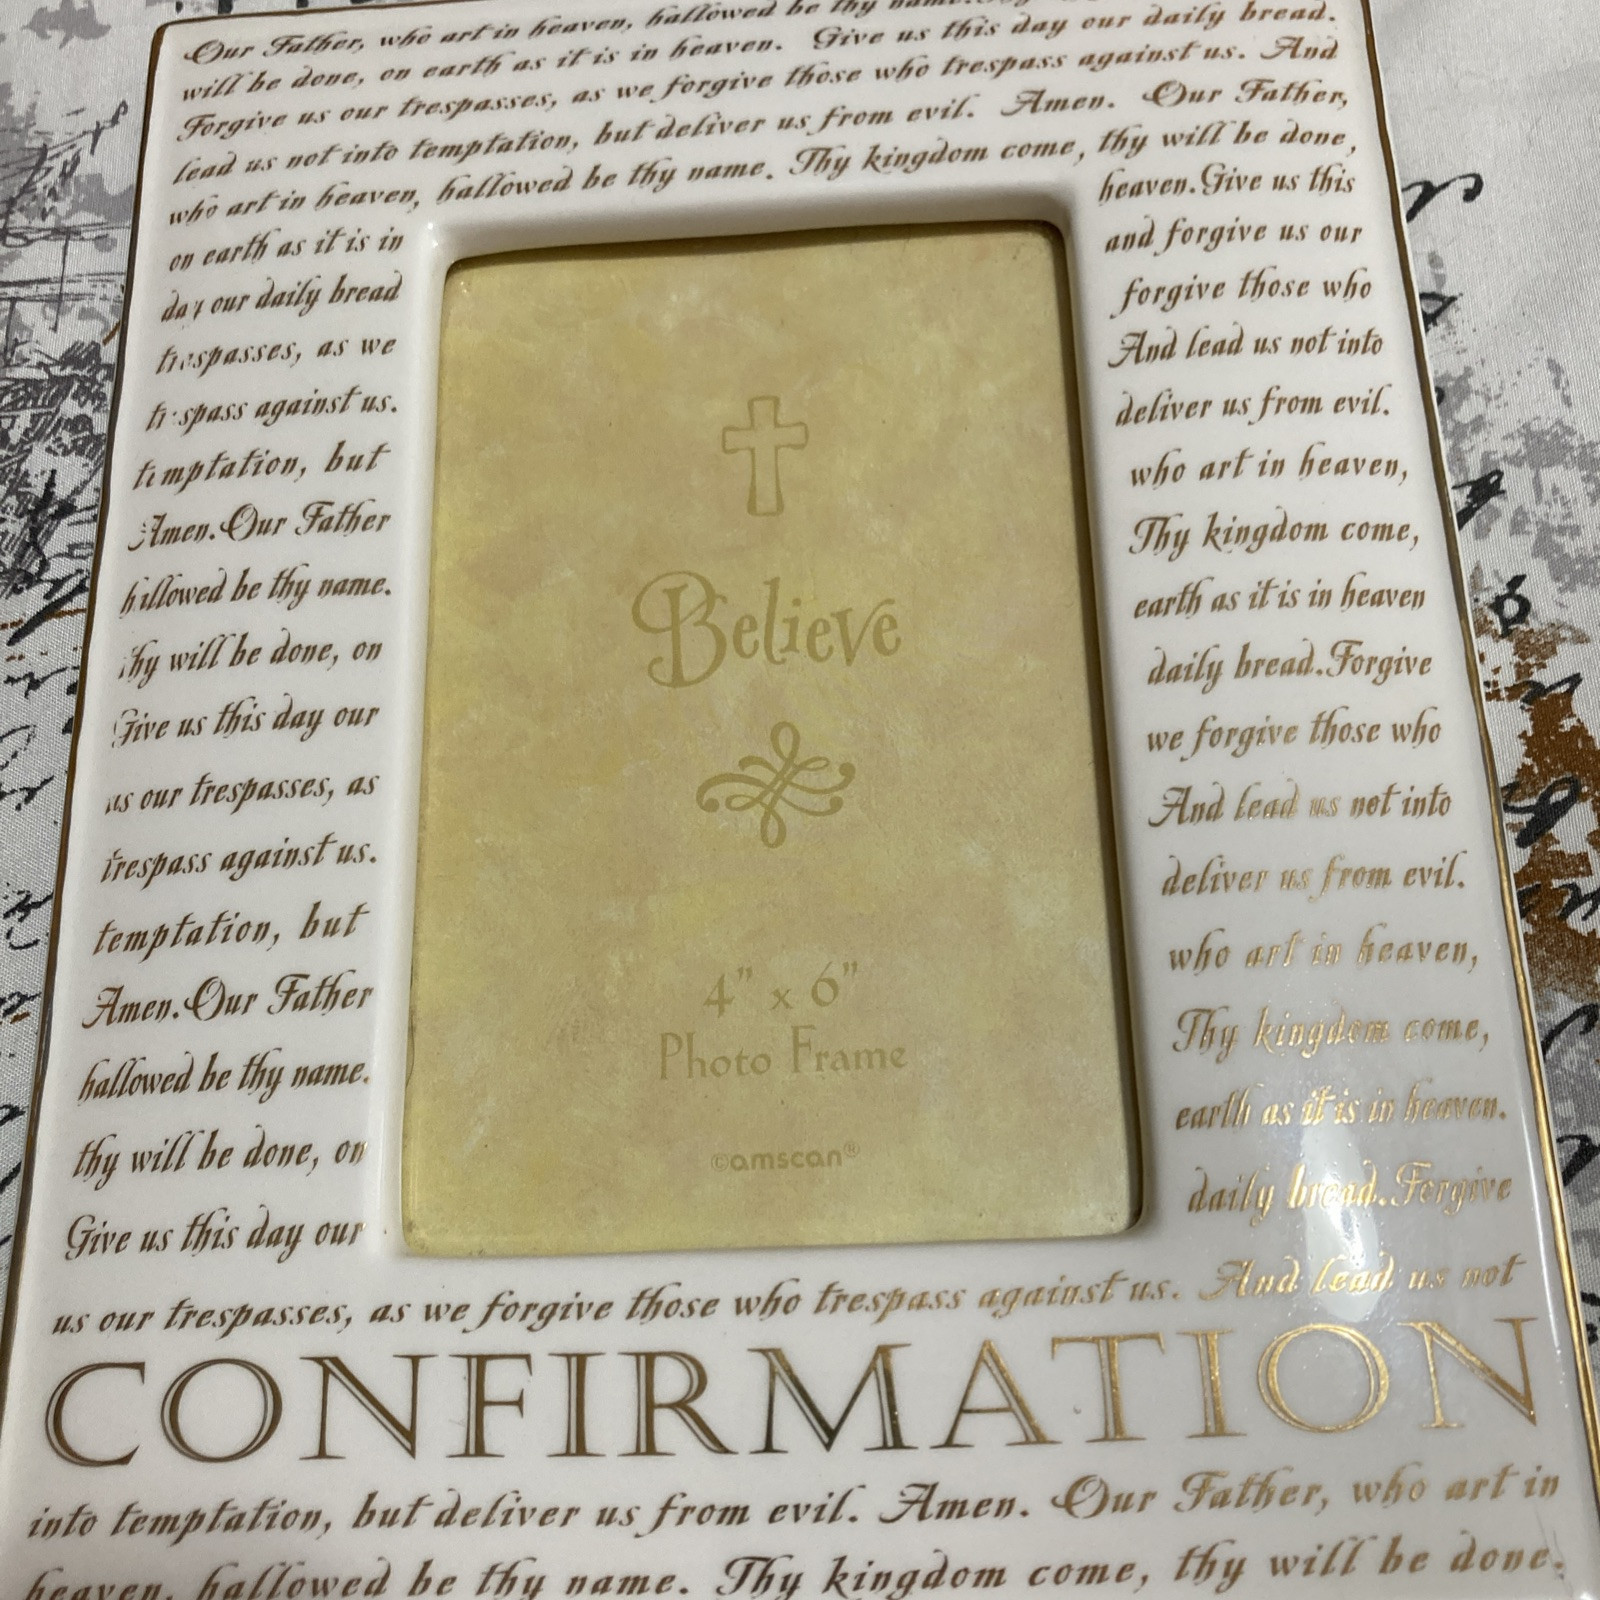 Our Father, who art in heaven, hallowed be thy name.
will be done, on earth as it is in heaven. Give us this day our daily bread.
Forgive us our trespasses, as we forgive those who trespass against us. And
lead us not into temptation, but deliver us from evil. Amen. Our Father,
who art in heaven, hallowed be thy name. Thy kingdom come, thy will be done,
on earth as it is in heaven. Give us this
day our daily bread and forgive us our
trespasses, as we forgive those who
trespass against us. And lead us not into
temptation, but deliver us from evil.
Amen. Our Father who art in heaven,
hallowed be thy name. Thy kingdom come,
thy will be done, on earth as it is in heaven
Give us this day our daily bread. Forgive
us our trespasses, as we forgive those who
trespass against us. And lead us not into
temptation, but deliver us from evil.
Amen. Our Father who art in heaven,
hallowed be thy name. Thy kingdom come,
thy will be done, on earth as it is in heaven.
Give us this day our daily bread. Forgive
us our trespasses, as we forgive those who trespass against us. And lead us not
CONFIRMATION
into temptation, but deliver us from evil. Amen. Our Father, who art in
heaven, hallowed be thy name. Thy kingdom come, thy will be done.
Believe
4" x 6"
Photo Frame
©amscan®